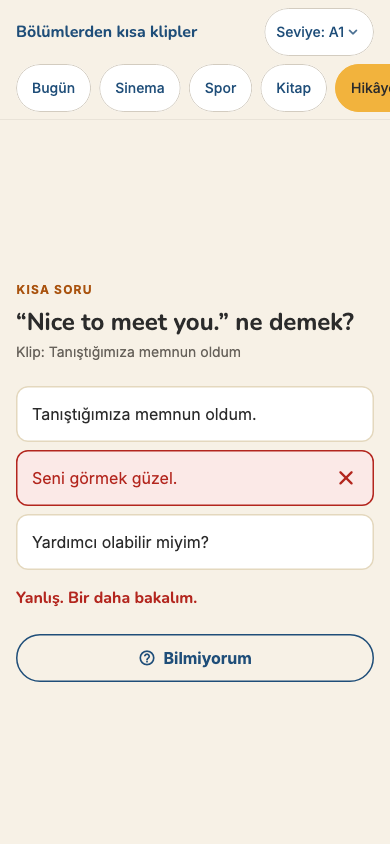 Bölümlerden kısa klipler
Seviye: A1
Bugün
Sinema
Spor
Kitap
Hikây
KISA SORU
“Nice to meet you.” ne demek?
Klip: Tanıştığımıza memnun oldum
Tanıştığımıza memnun oldum.
Seni görmek güzel.
Yardımcı olabilir miyim?
Yanlış. Bir daha bakalım.
Bilmiyorum